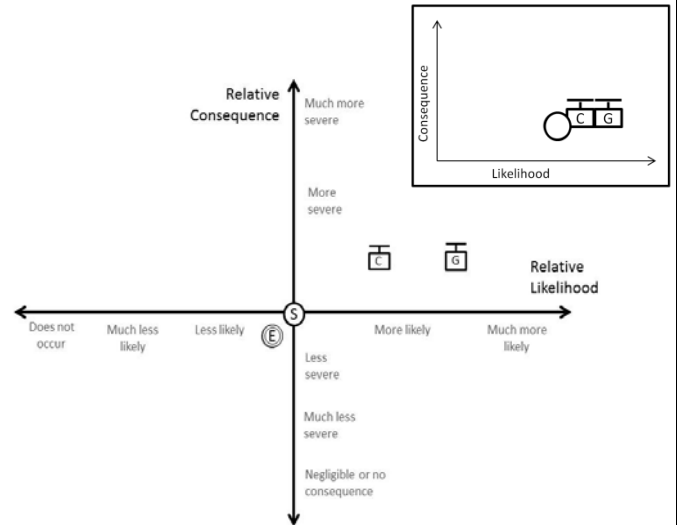 Relative
Consequence
Much more
severe
More
severe
C
G
Relative
Likelihood
S
E
Does not
occur
Much less
likely
Less likely
More likely
Much more
likely
Less
severe
Much less
severe
Negligible or no
consequence
Consequence
C G
Likelihood